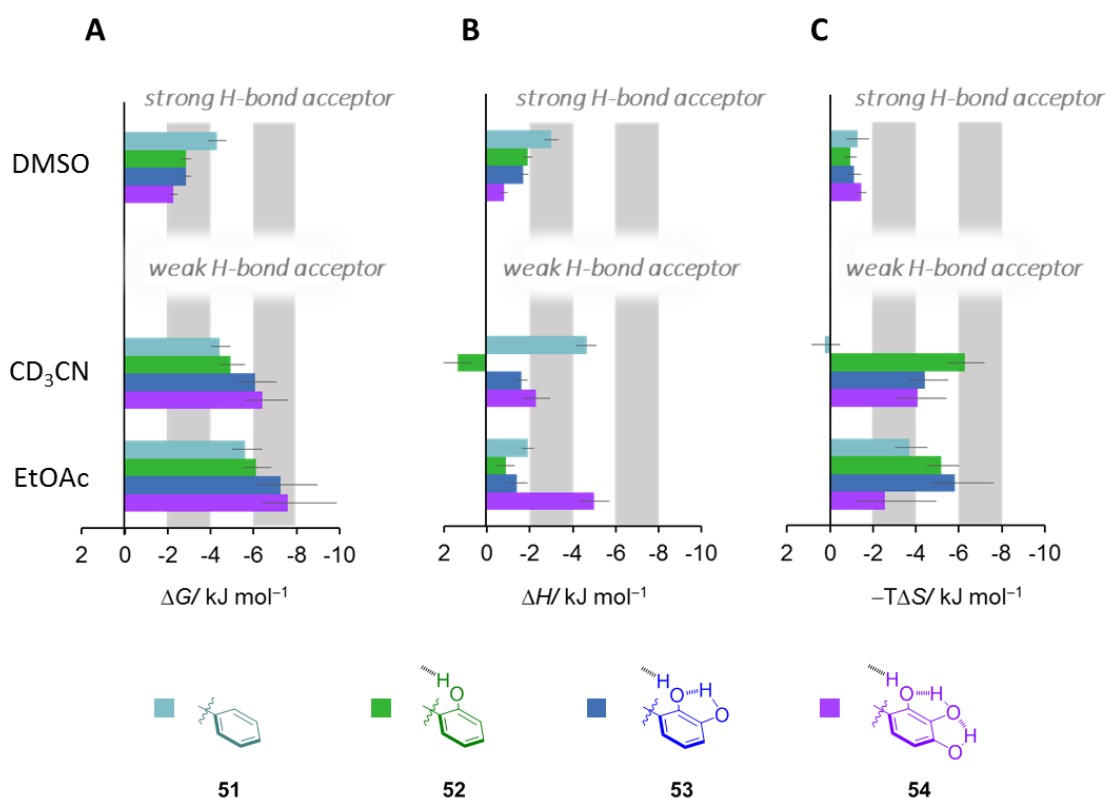 A B C
strong H-bond acceptor strong H-bond acceptor strong H-bond acceptor
DMSO
weak H-bond acceptor weak H-bond acceptor weak H-bond acceptor
CD₃CN
EtOAc
2 0 -2 -4 -6 -8 -10 2 0 -2 -4 -6 -8 -10 2 0 -2 -4 -6 -8 -10
ΔG/ kJ mol⁻¹ ΔH/ kJ mol⁻¹ –TΔS/ kJ mol⁻¹
H H H
O O H O H
O O H
O
51 52 53 54